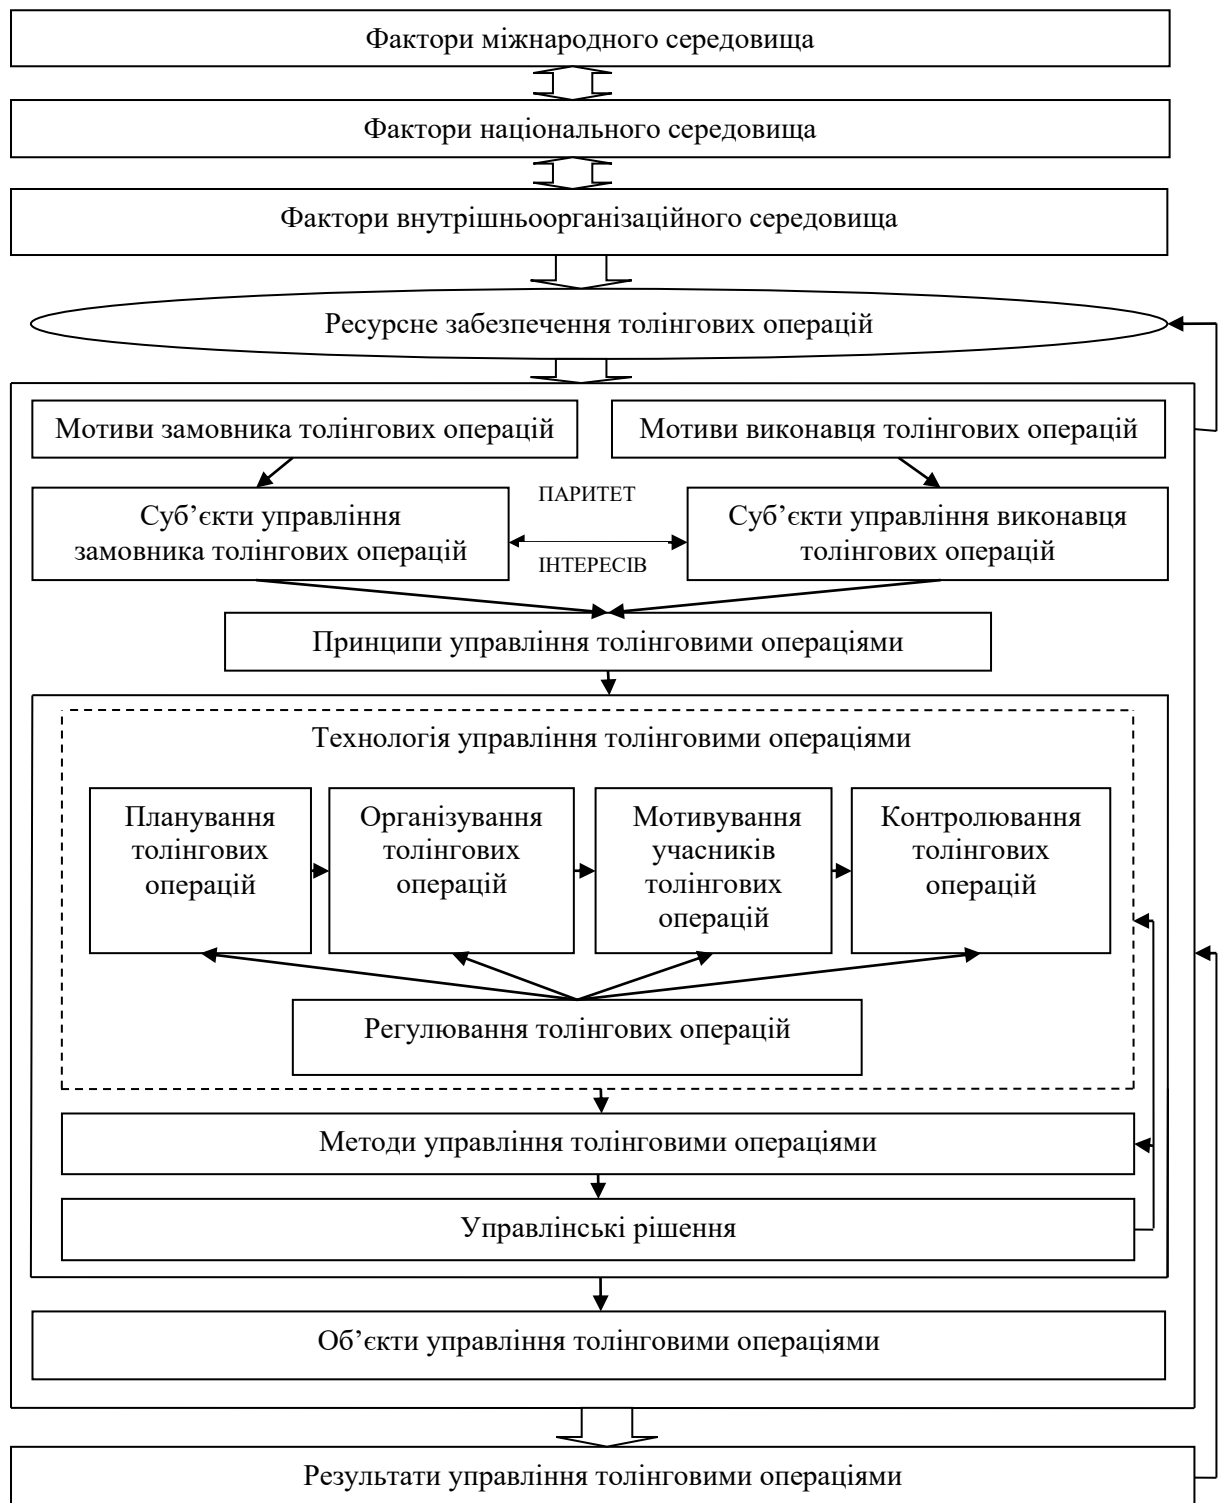 Фактори міжнародного середовища
Фактори національного середовища
Фактори внутрішньоорганізаційного середовища
Ресурсне забезпечення толінгових операцій
Мотиви замовника толінгових операцій
Мотиви виконавця толінгових операцій
Суб’єкти управління
замовника толінгових операцій
ПАРИТЕТ
ІНТЕРЕСІВ
Суб’єкти управління виконавця
толінгових операцій
Принципи управління толінговими операціями
Технологія управління толінговими операціями
Планування
толінгових
операцій
Організування
толінгових
операцій
Мотивування
учасників
толінгових
операцій
Контролювання
толінгових
операцій
Регулювання толінгових операцій
Методи управління толінговими операціями
Управлінські рішення
Об’єкти управління толінговими операціями
Результати управління толінговими операціями